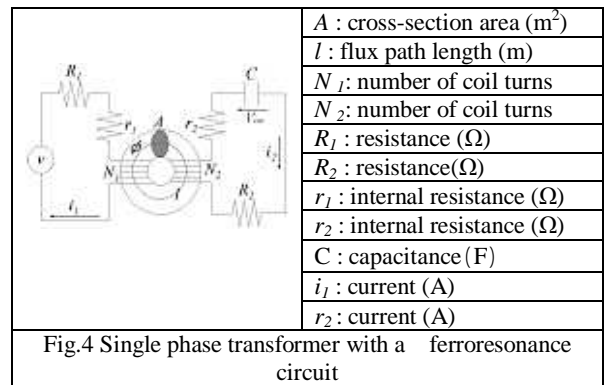 R1
r1
A
r2
C
Vcon
i2
v
ϕ
N1
N2
l
i1
R2
A : cross-section area (m²)
l : flux path length (m)
N 1: number of coil turns
N 2: number of coil turns
R1 : resistance (Ω)
R2 : resistance(Ω)
r1 : internal resistance (Ω)
r2 : internal resistance (Ω)
C : capacitance(F)
i1 : current (A)
r2 : current (A)
Fig.4 Single phase transformer with a ferroresonance
circuit